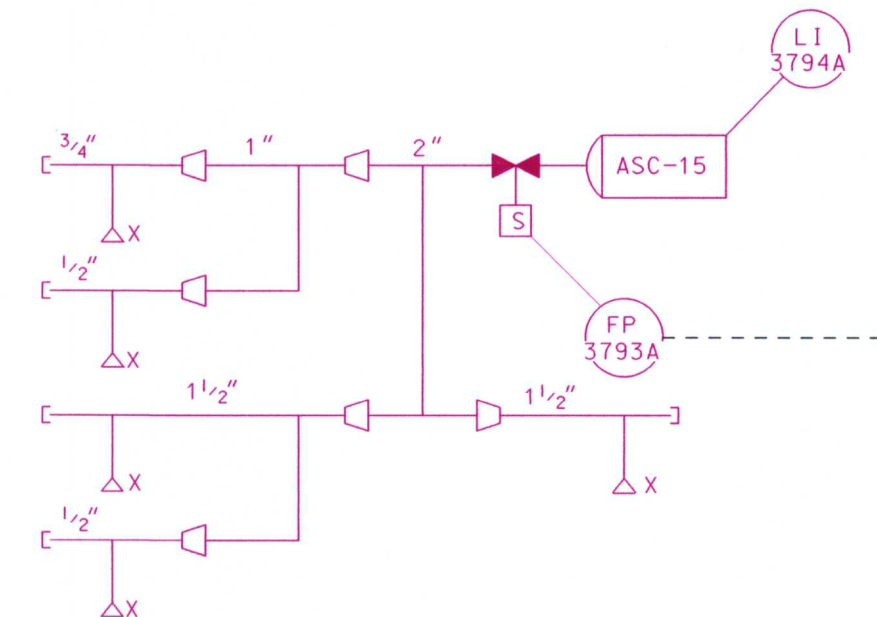 LI
3794A
3/4"
1"
2"
ASC-15
X
S
1/2"
FP
3793A
X
1 1/2"
1 1/2"
X
X
1/2"
X